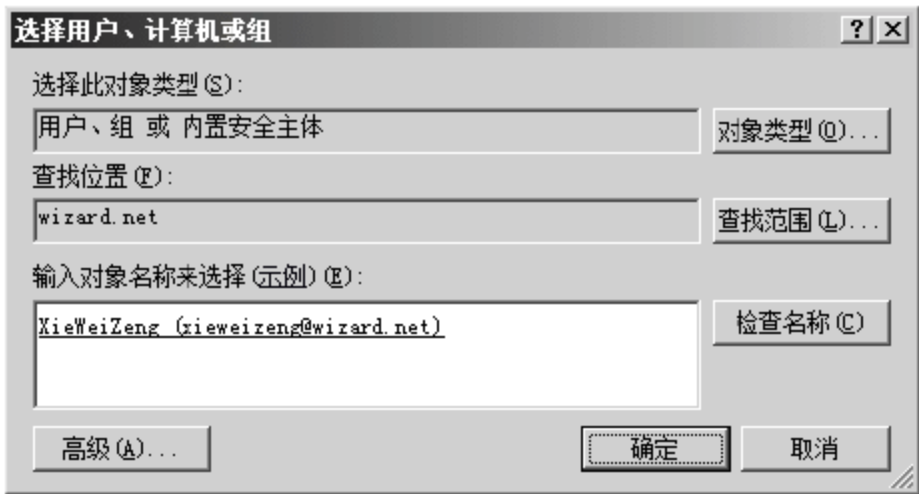 选择用户、计算机或组
选择此对象类型(S):
用户、组 或 内置安全主体
对象类型(O)...
查找位置(F):
wizard.net
查找范围(L)...
输入对象名称来选择(示例)(E):
XieWeiZeng (xieweizeng@wizard.net)
检查名称(C)
高级(A)...
确定
取消